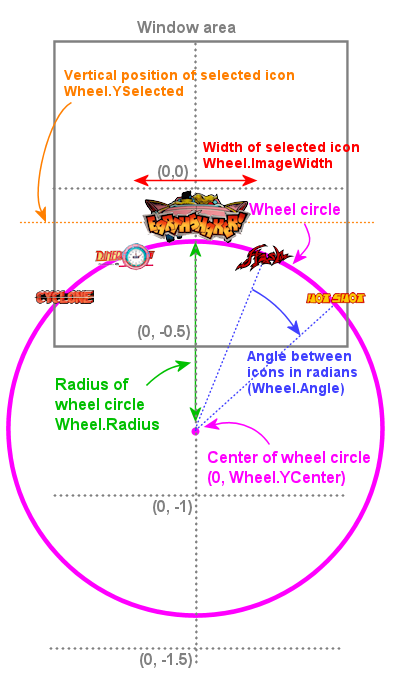 Window area
Vertical position of selected icon
Wheel.YSelected
Width of selected icon
Wheel.ImageWidth
(0,0)
EARTHSHAKER!
Wheel circle
DINER
CYCLONE
HOT SHOT
(0, -0.5)
Angle between
icons in radians
(Wheel.Angle)
Radius of
wheel circle
Wheel.Radius
Center of wheel circle
(0, Wheel.YCenter)
(0, -1)
(0, -1.5)